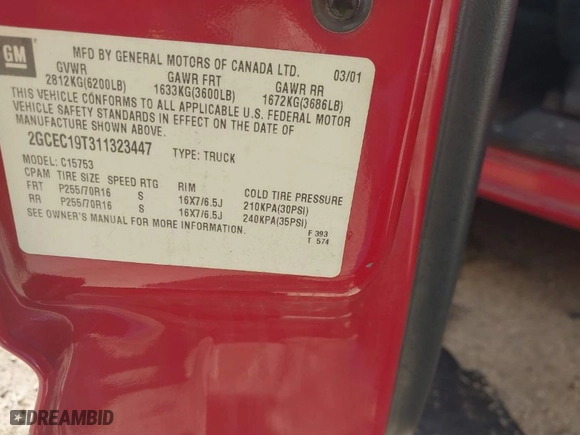 GM
MFD BY GENERAL MOTORS OF CANADA LTD. 03/01
GVWR GAWR FRT GAWR RR
2812KG(6200LB) 1633KG(3600LB) 1672KG(3686LB)
THIS VEHICLE CONFORMS TO ALL APPLICABLE U.S. FEDERAL MOTOR
VEHICLE SAFETY STANDARDS IN EFFECT ON THE DATE OF
MANUFACTURE SHOWN ABOVE.
2GCEC19T311323447 TYPE: TRUCK
MODEL: C15753
CPAM TIRE SIZE SPEED RTG RIM COLD TIRE PRESSURE
FRT P255/70R16 S 16X7/6.5J 210KPA(30PSI)
RR P255/70R16 S 16X7/6.5J 240KPA(35PSI)
SEE OWNER'S MANUAL FOR MORE INFORMATION.
F 393
T 574
DREAMBID